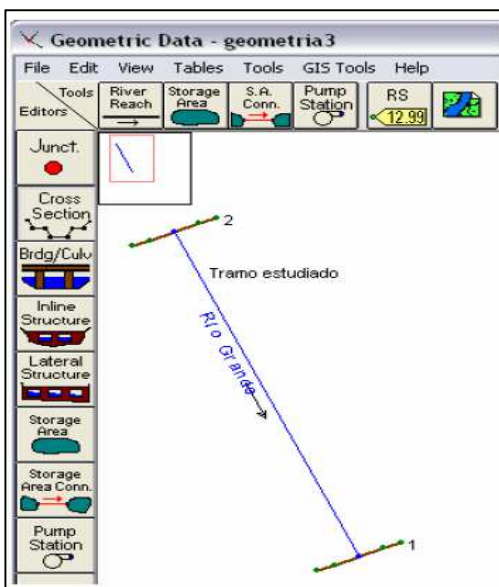 Geometric Data - geometria3
File Edit View Tables Tools GIS Tools Help
Tools
Editors
River
Reach
Storage
Area
S.A.
Conn.
Pump
Station
RS
12.99
Junct.
Cross
Section
Brdg/Culv
Inline
Structure
Lateral
Structure
Storage
Area
Storage
Area Conn.
Pump
Station
2
Tramo estudiado
Río Grande
1